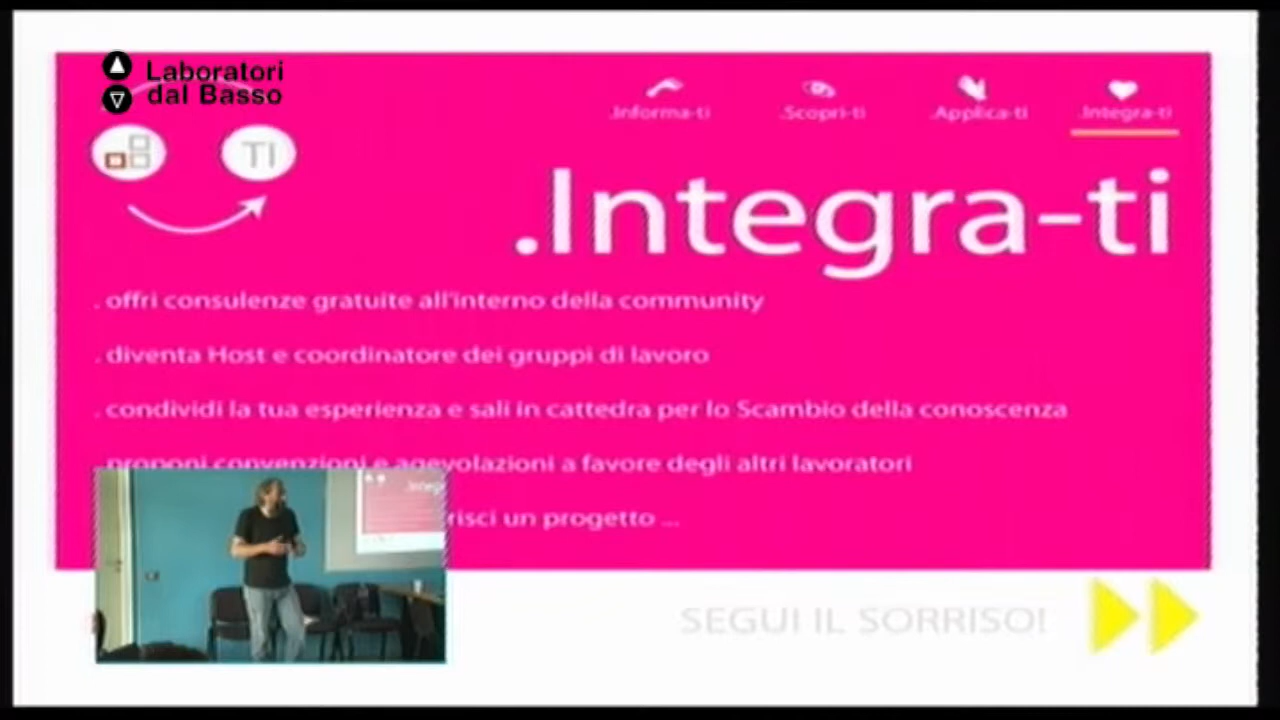 Laboratori
dal Basso
.Informa-ti
.Scopri-ti
.Applica-ti
.Integra-ti
TI
.Integra-ti
. offri consulenze gratuite all'interno della community
. diventa Host e coordinatore dei gruppi di lavoro
. condividi la tua esperienza e sali in cattedra per lo Scambio della conoscenza
. proponi convenzioni e agevolazioni a favore degli altri lavoratori
un progetto ...
SEGUI IL SORRISO!